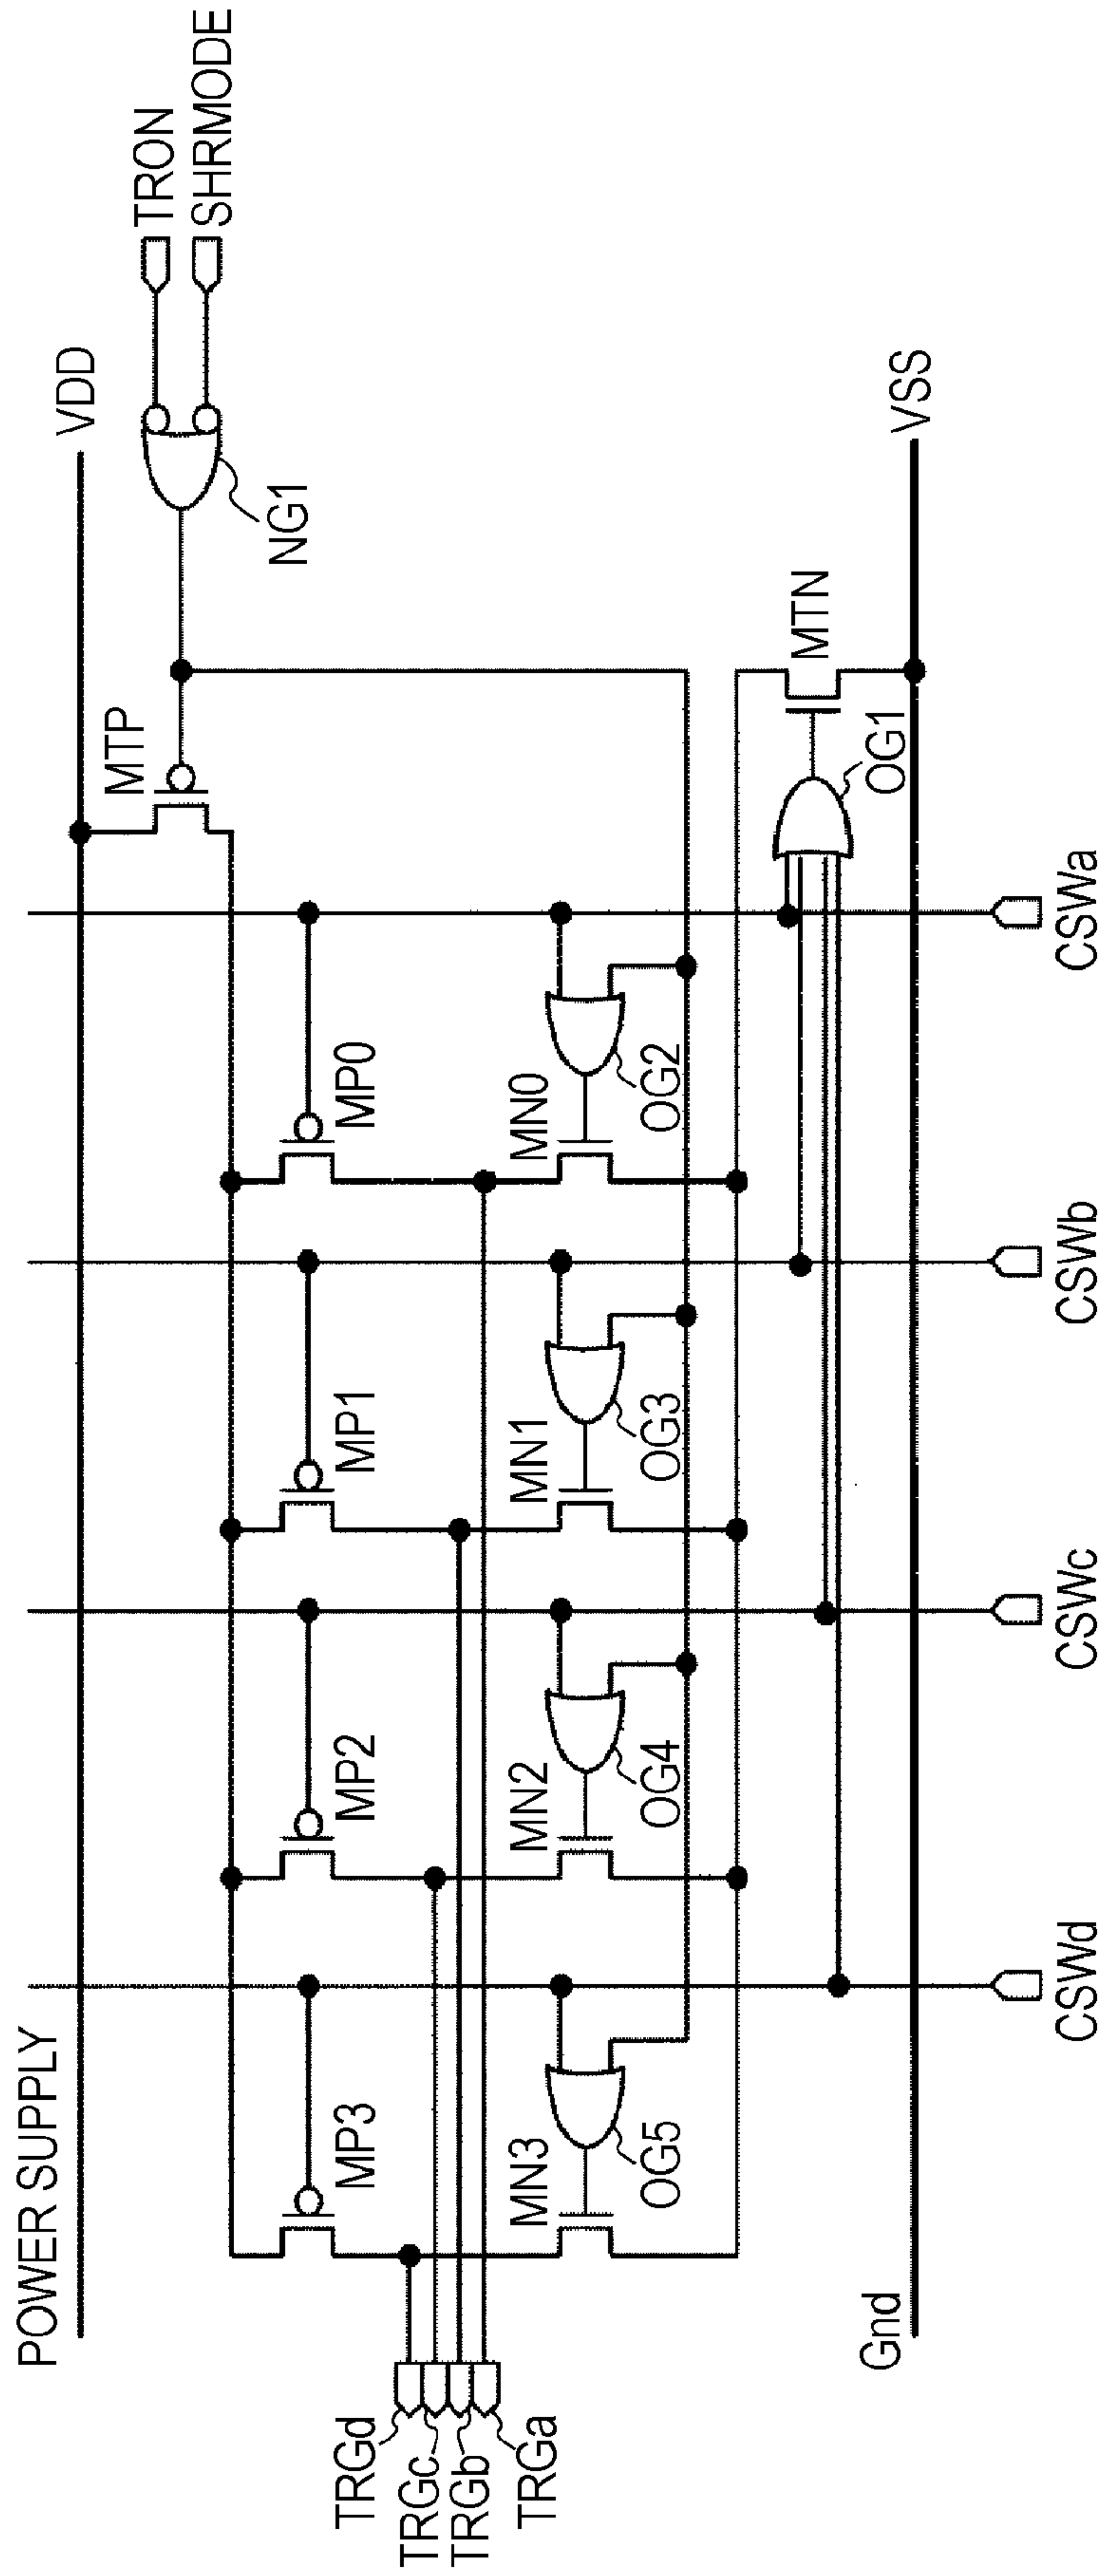 POWER SUPPLY
VDD
TRON
SHRMODE
NG1
MTP
MP3
MP2
MP1
MP0
TRGd
TRGc
TRGb
TRGa
MN3
MN2
MN1
MN0
OG5
OG4
OG3
OG2
MTN
OG1
Gnd
VSS
CSWd
CSWc
CSWb
CSWa